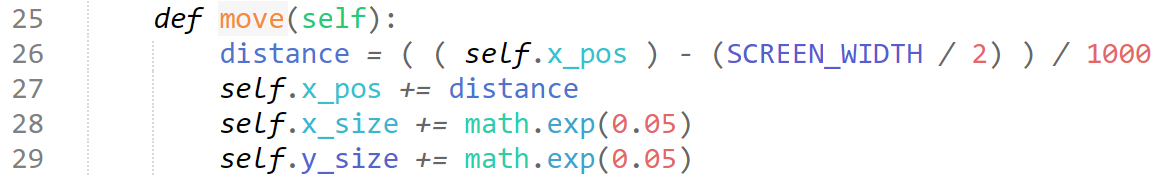 25 def move(self):
26 distance = ( ( self.x_pos ) - (SCREEN_WIDTH / 2) ) / 1000
27 self.x_pos += distance
28 self.x_size += math.exp(0.05)
29 self.y_size += math.exp(0.05)